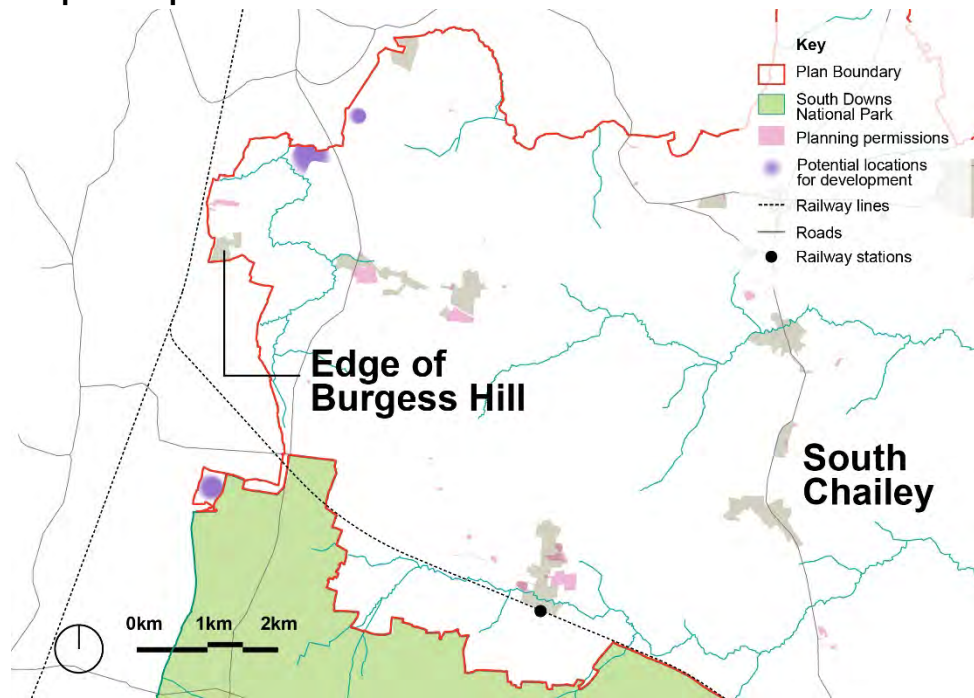 Key
Plan Boundary
South Downs
National Park
Planning permissions
Potential locations
for development
Railway lines
Roads
Railway stations
Edge of
Burgess Hill
South
Chailey
0km 1km 2km